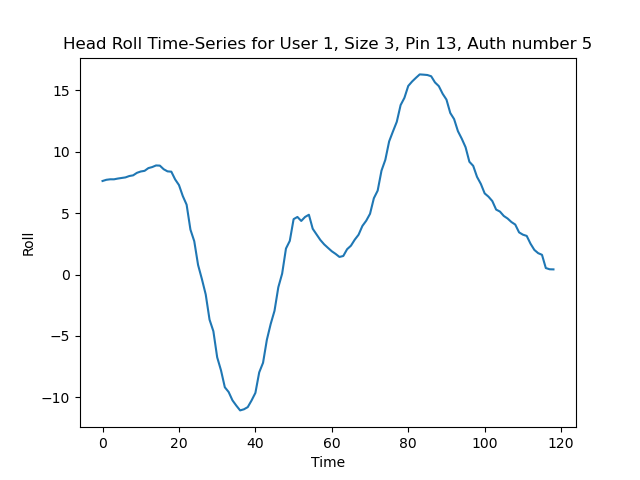 Head Roll Time-Series for User 1, Size 3, Pin 13, Auth number 5
15
10
5
0
−5
−10
Roll
0 20 40 60 80 100 120
Time